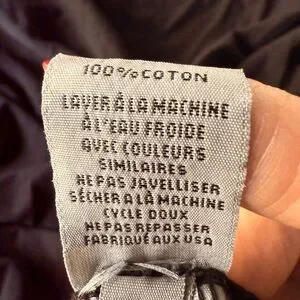 100% COTON
LAVER À LA MACHINE
À L'EAU FROIDE
AVEC COULEURS
SIMILAIRES
NE PAS JAVELLISER
SÉCHER À LA MACHINE
CYCLE DOUX
NE PAS REPASSER
FABRIQUÉ AUX USA